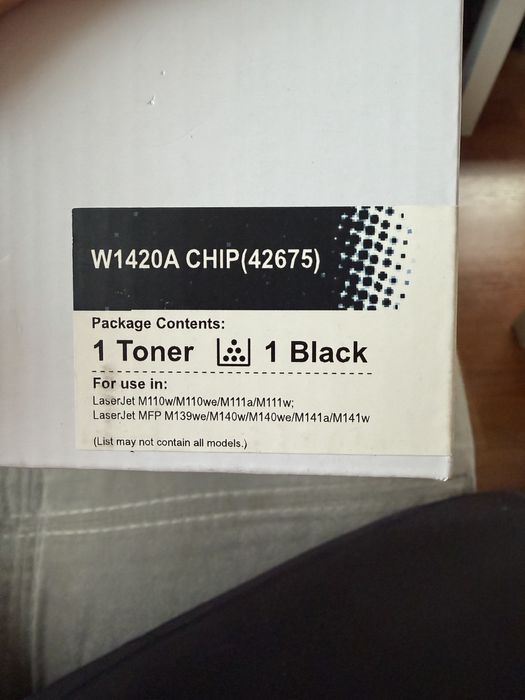 W1420A CHIP(42675)
Package Contents:
1 Toner 1 Black
For use in:
LaserJet M110w/M110we/M111a/M111w;
LaserJet MFP M139we/M140w/M140we/M141a/M141w
(List may not contain all models.)